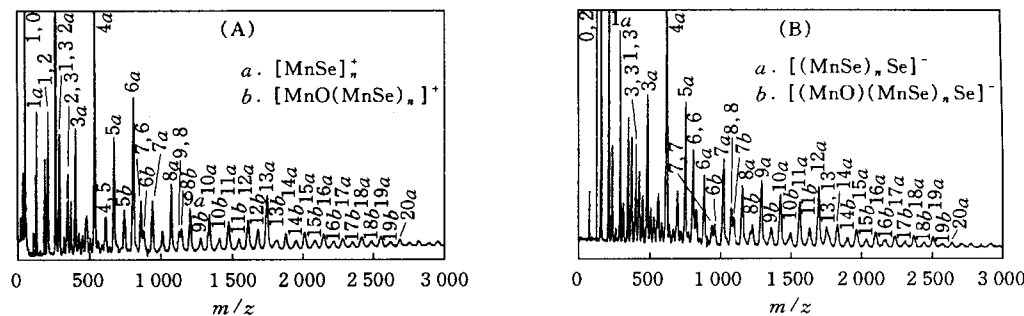 (A)
a. [MnSe]ₙ⁺
b. [MnO(MnSe)ₙ]⁺
1, 0
1a
1, 2
1, 3
2a
2, 3
1, 3
3a
4a
4, 5
5a
5b
6a
7, 6
6b
7a
8a
9, 8
8b
9a
9b
10a
10b
11a
11b
12a
12b
13a
13b
14a
14b
15a
15b
16a
16b
17a
17b
18a
18b
19a
19b
20a
0 500 1 000 1 500 2 000 2 500 3 000
m/z
(B)
a. [(MnSe)ₙSe]⁻
b. [(MnO)(MnSe)ₙSe]⁻
0, 2
1a
3, 3
1, 3
3a
4a
7, 7
5a
6, 6
6a
6b
7a
8, 8
7b
8a
8b
9a
9b
10a
10b
11a
11b
12a
13, 13
14a
14b
15a
15b
16a
16b
17a
17b
18a
18b
19a
19b
20a
0 500 1 000 1 500 2 000 2 500 3 000
m/z